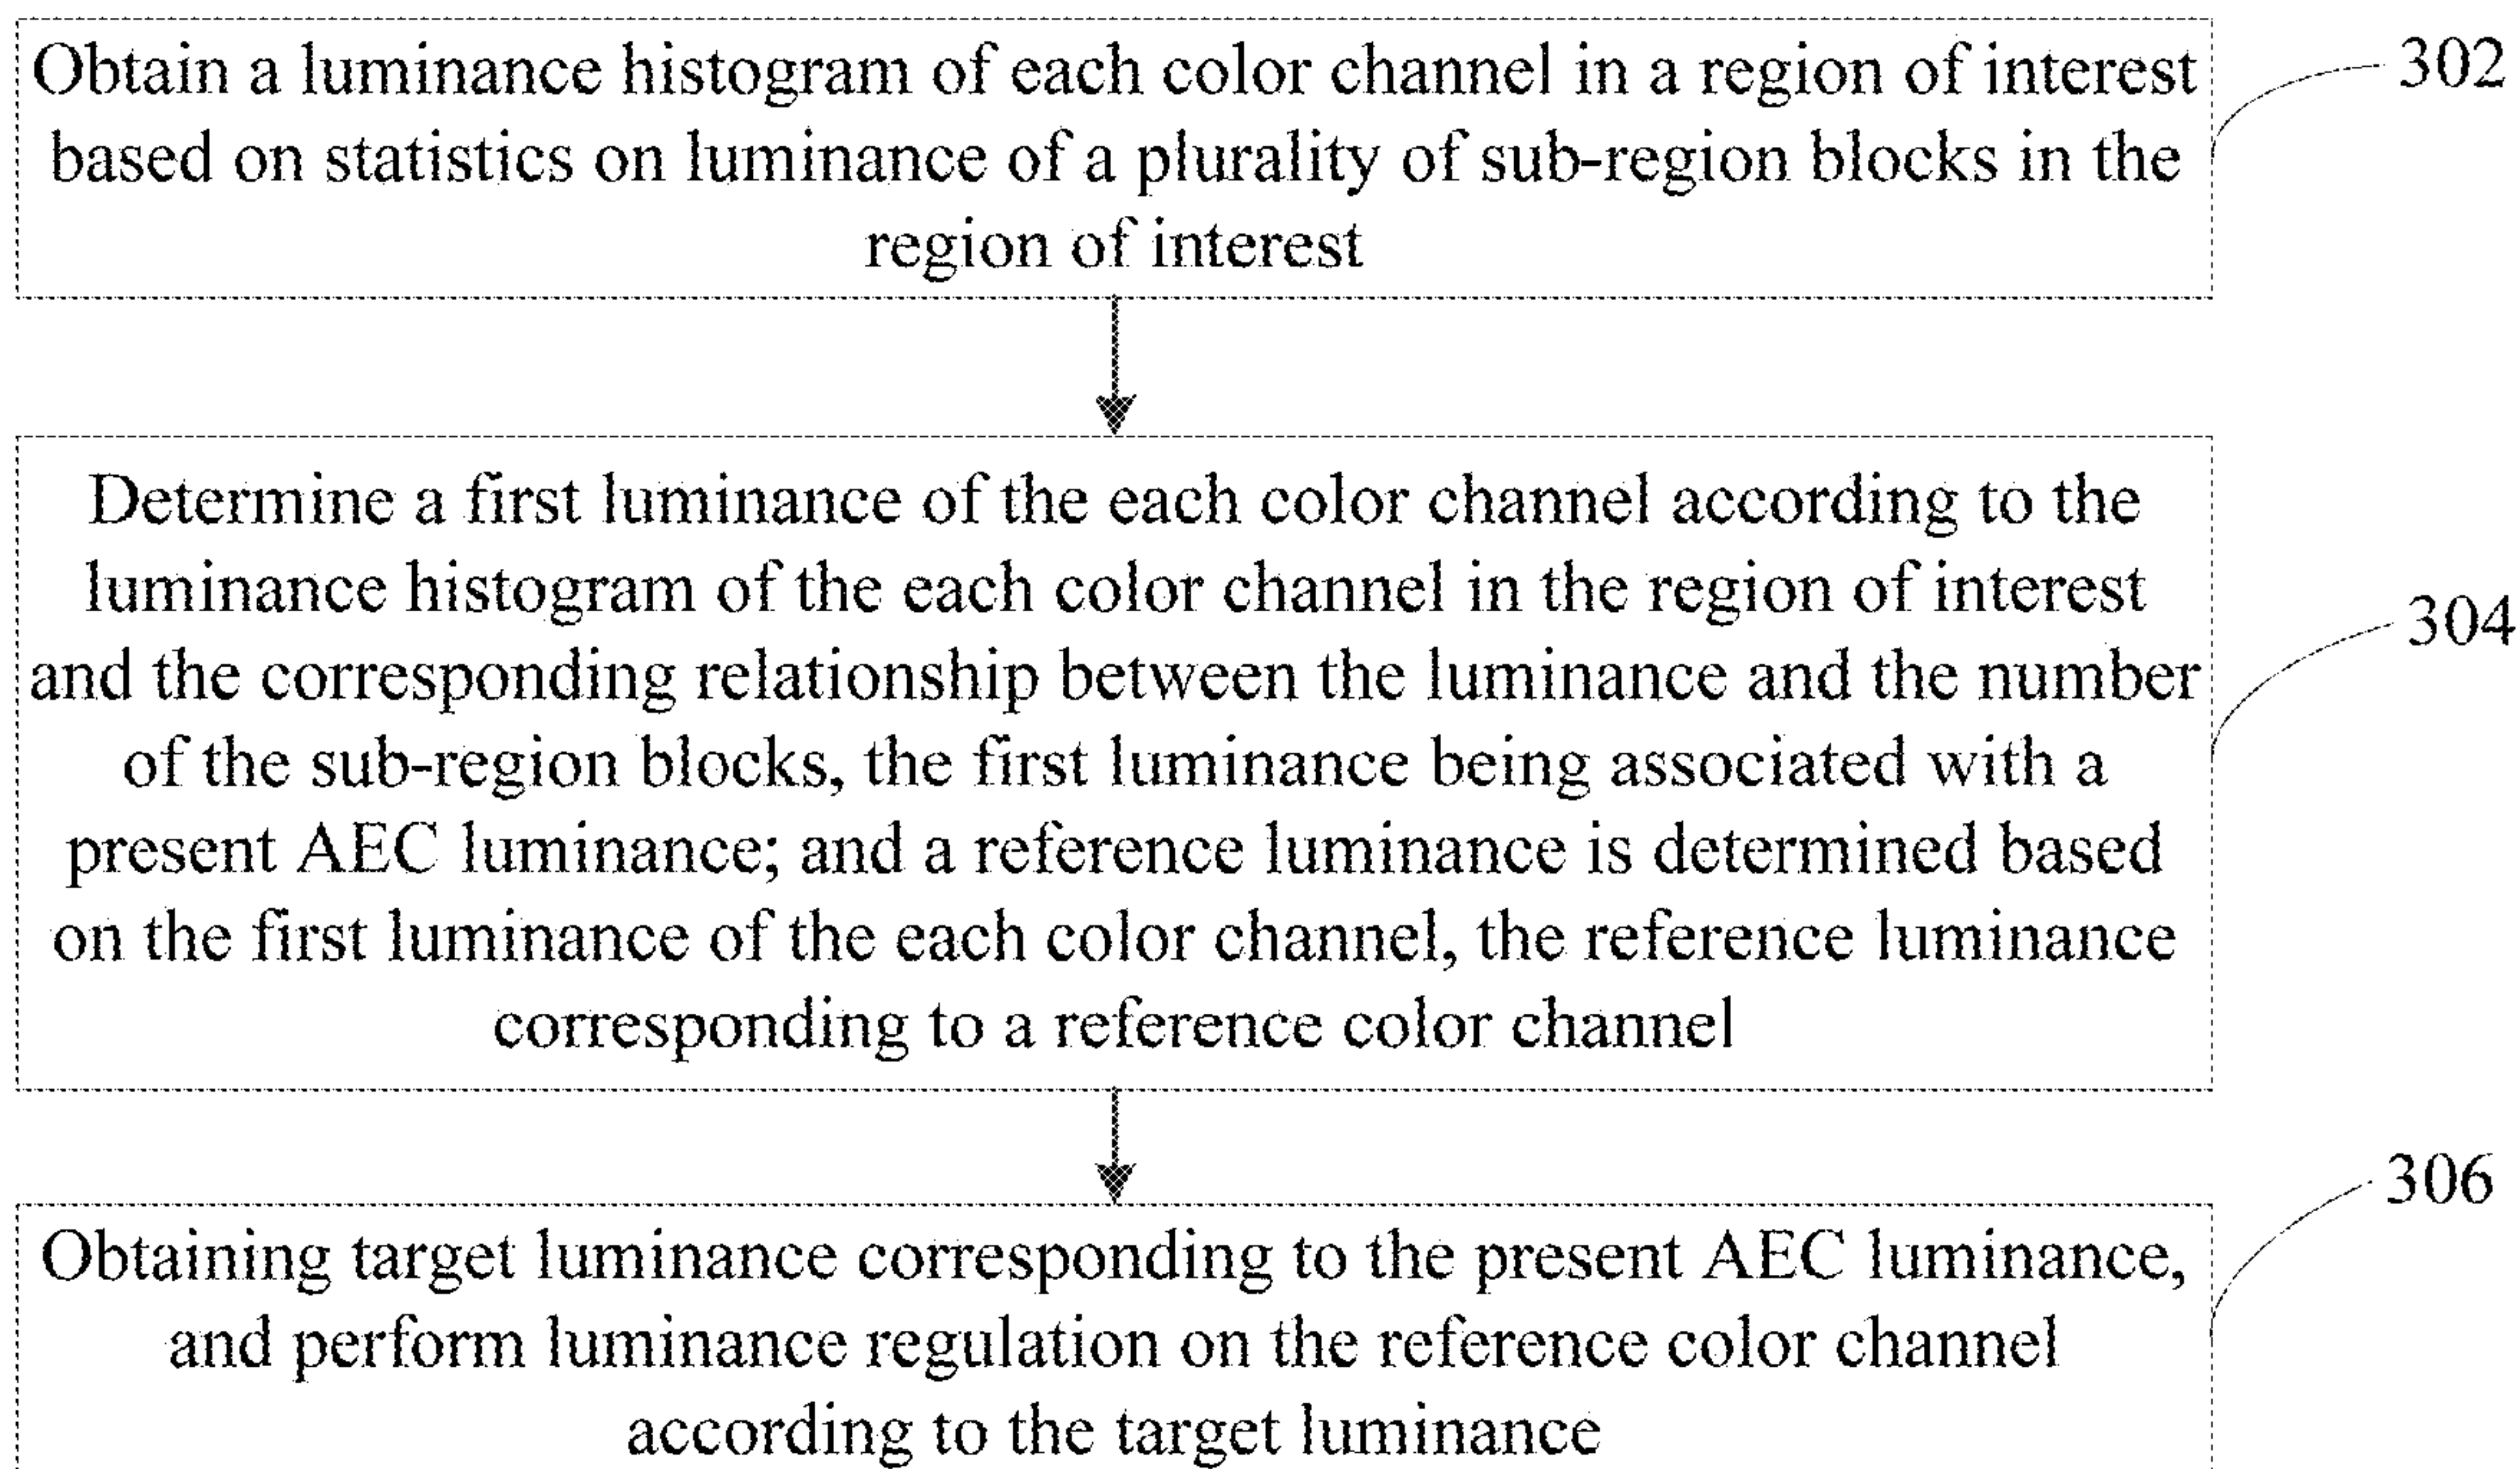 Obtain a luminance histogram of each color channel in a region of interest
based on statistics on luminance of a plurality of sub-region blocks in the
region of interest
302
Determine a first luminance of the each color channel according to the
luminance histogram of the each color channel in the region of interest
and the corresponding relationship between the luminance and the number
of the sub-region blocks, the first luminance being associated with a
present AEC luminance; and a reference luminance is determined based
on the first luminance of the each color channel, the reference luminance
corresponding to a reference color channel
304
Obtaining target luminance corresponding to the present AEC luminance,
and perform luminance regulation on the reference color channel
according to the target luminance
306